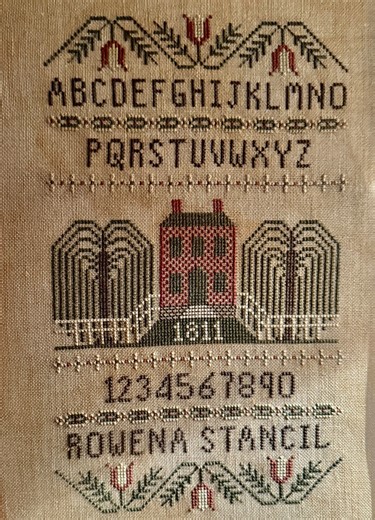 ABCDEFGHIJKLMNO
PQRSTUVWXYZ
1811
1234567890
ROWENA STANCIL